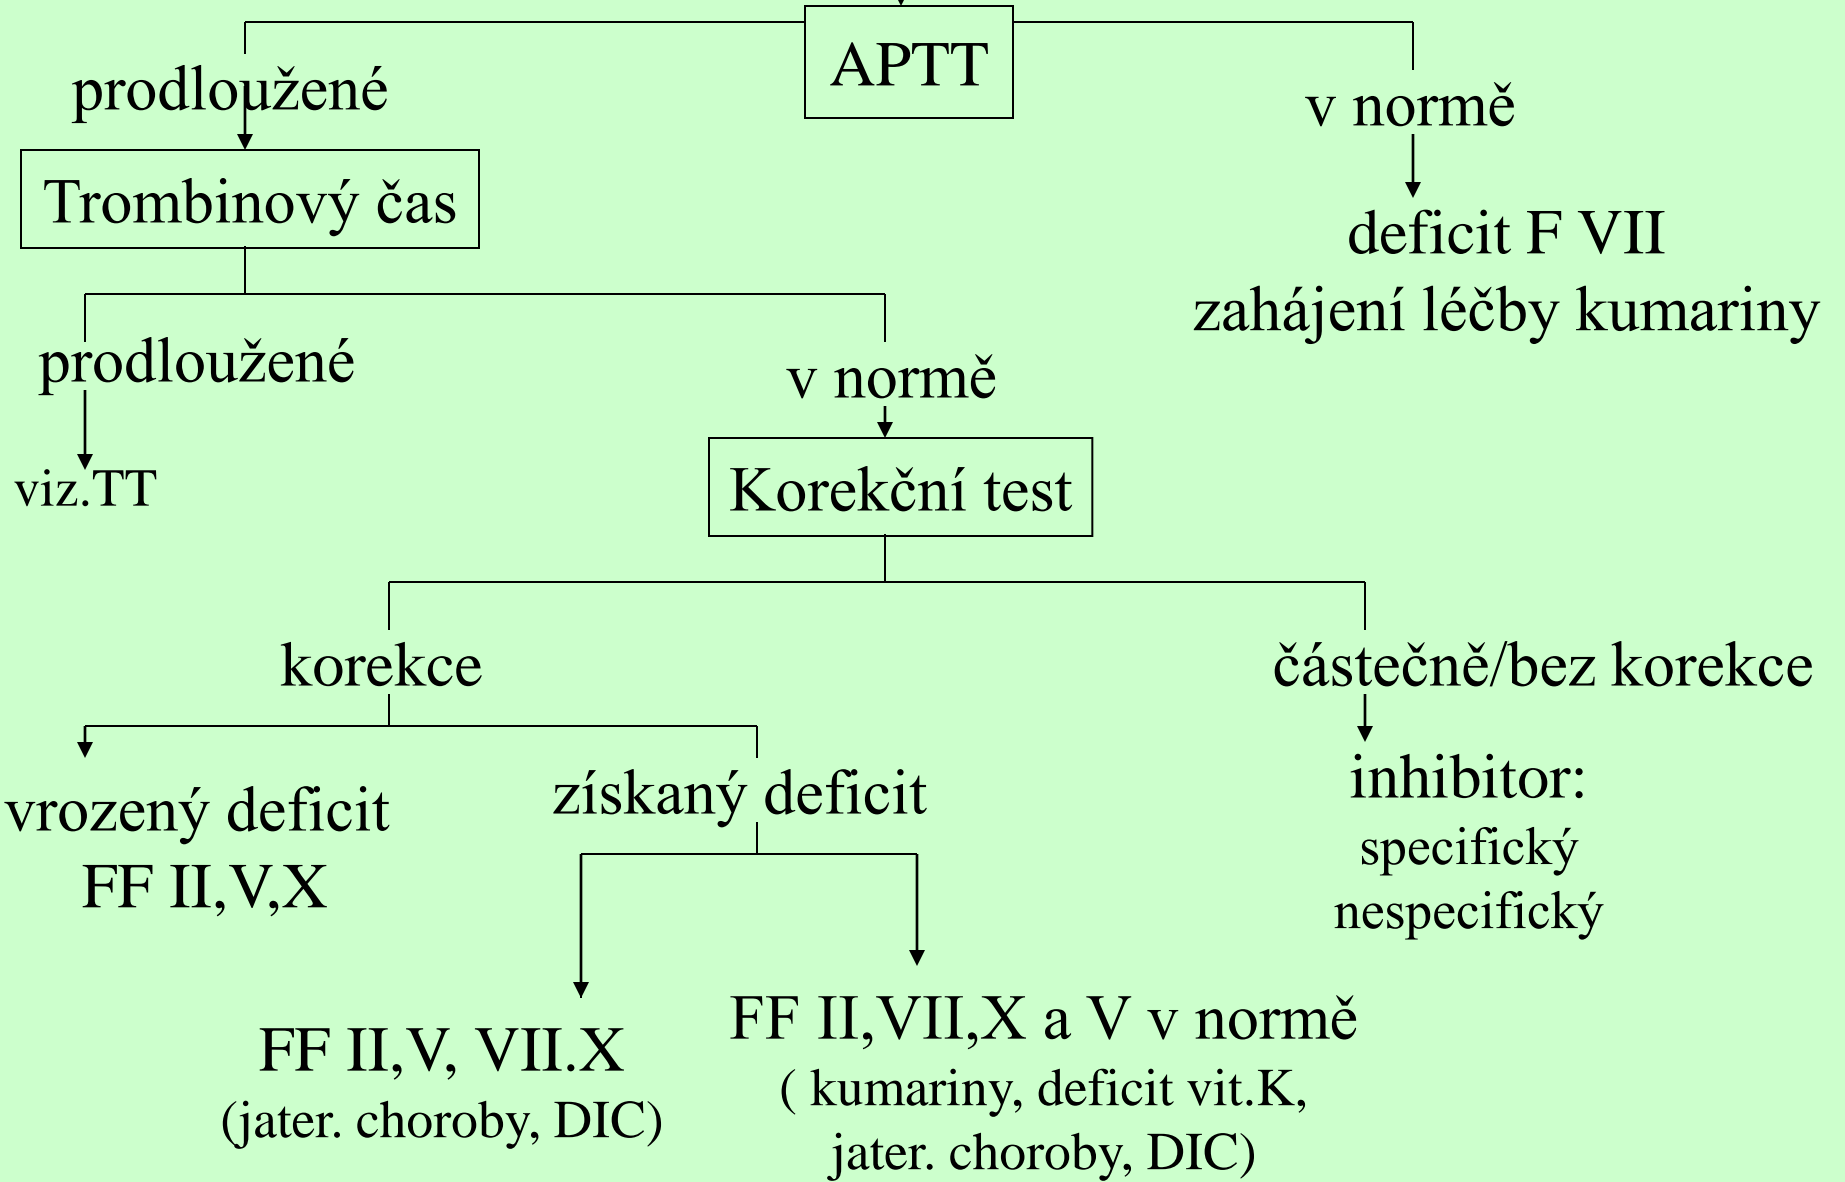 APTT
prodloužené
v normě
Trombinový čas
deficit F VII
zahájení léčby kumariny
prodloužené
v normě
viz.TT
Korekční test
korekce
částečně/bez korekce
vrozený deficit
FF II,V,X
získaný deficit
inhibitor:
specifický
nespecifický
FF II,V, VII.X
(jater. choroby, DIC)
FF II,VII,X a V v normě
( kumariny, deficit vit.K,
jater. choroby, DIC)